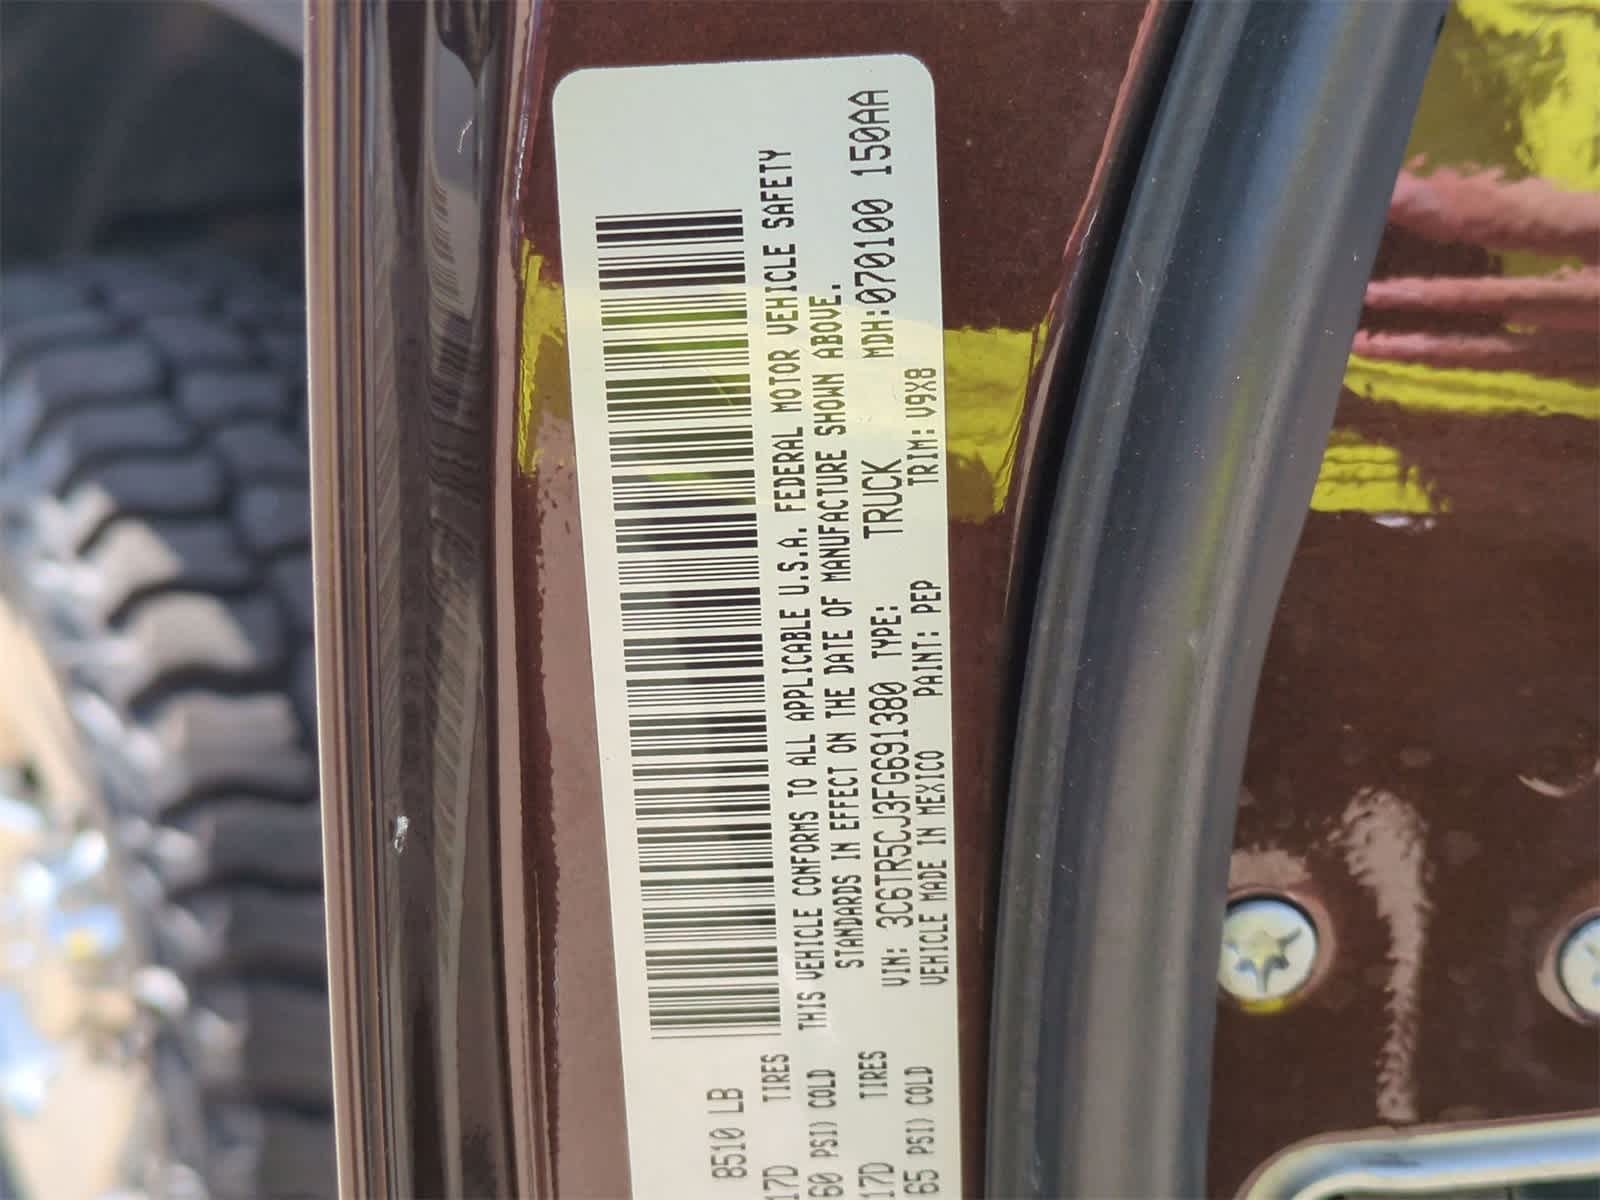 8510 LB
17D TIRES
60 PSI) COLD
17D TIRES
65 PSI) COLD
THIS VEHICLE CONFORMS TO ALL APPLICABLE U.S.A. FEDERAL MOTOR VEHICLE SAFETY
STANDARDS IN EFFECT ON THE DATE OF MANUFACTURE SHOWN ABOVE.
VIN: 3C6TR5CJ3FG691380 TYPE: TRUCK MDH:070100 150AA
VEHICLE MADE IN MEXICO PAINT: PEP TRIM: V9X8